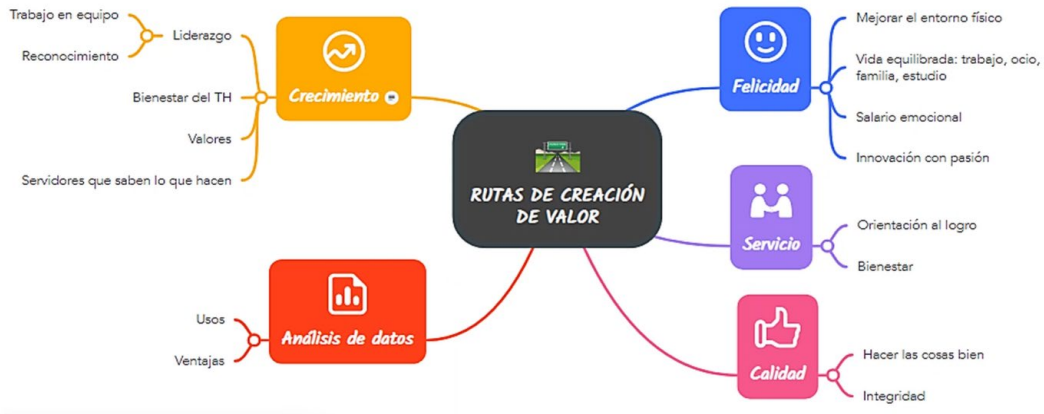 RUTAS DE CREACIÓN
DE VALOR
Crecimiento
Liderazgo
Trabajo en equipo
Reconocimiento
Bienestar del TH
Valores
Servidores que saben lo que hacen
Análisis de datos
Usos
Ventajas
Felicidad
Mejorar el entorno físico
Vida equilibrada: trabajo, ocio,
familia, estudio
Salario emocional
Innovación con pasión
Servicio
Orientación al logro
Bienestar
Calidad
Hacer las cosas bien
Integridad